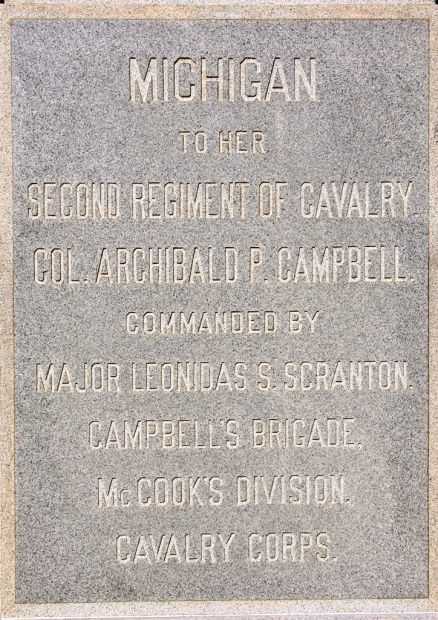 MICHIGAN
TO HER
SECOND REGIMENT OF CAVALRY.
COL. ARCHIBALD P. CAMPBELL.
COMMANDED BY
MAJOR LEONIDAS S. SCRANTON.
CAMPBELL'S BRIGADE,
McCOOK'S DIVISION.
CAVALRY CORPS.